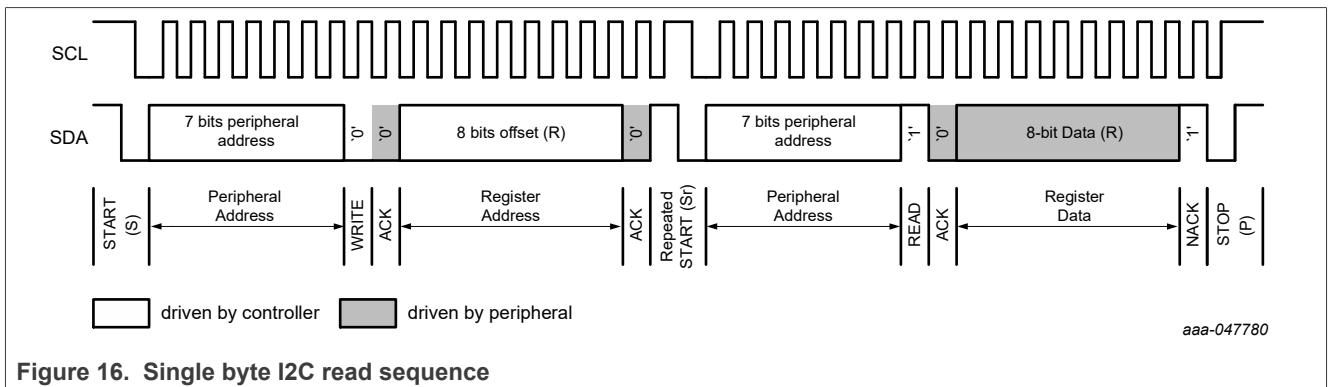 SCL
SDA
7 bits peripheral
address
'0'
'0'
8 bits offset (R)
'0'
7 bits peripheral
address
'1'
'0'
8-bit Data (R)
'1'
START
(S)
Peripheral
Address
WRITE
ACK
Register
Address
ACK
Repeated
START (Sr)
Peripheral
Address
READ
ACK
Register
Data
NACK
STOP
(P)
driven by controller
driven by peripheral
aaa-047780
Figure 16. Single byte I2C read sequence